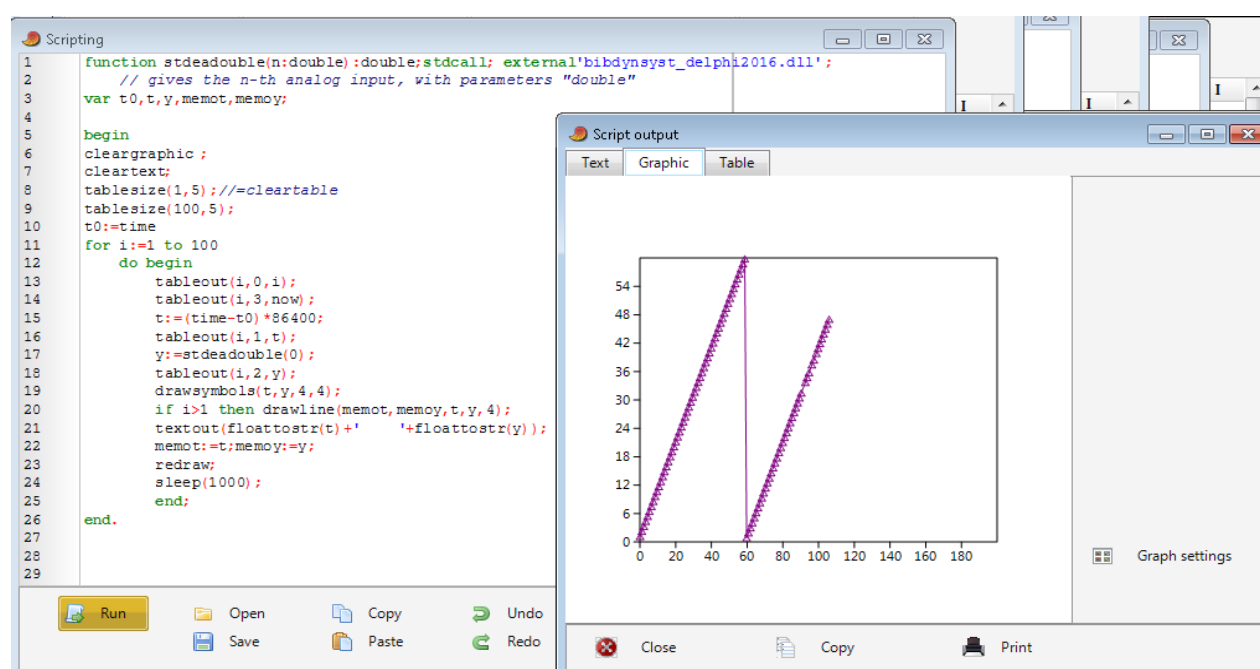 Scripting
1 function stdeadouble(n:double):double;stdcall; external'bibdynsyst_delphi2016.dll';
2 // gives the n-th analog input, with parameters "double"
3 var t0,t,y,memot,memoy;
4
5 begin
6 cleargraphic ;
7 cleartext;
8 tablesize(1,5);//=cleartable
9 tablesize(100,5);
10 t0:=time
11 for i:=1 to 100
12 do begin
13 tableout(i,0,i);
14 tableout(i,3,now);
15 t:=(time-t0)*86400;
16 tableout(i,1,t);
17 y:=stdeadouble(0);
18 tableout(i,2,y);
19 drawsymbols(t,y,4,4);
20 if i>1 then drawline(memot,memoy,t,y,4);
21 textout(floattostr(t)+'    '+floattostr(y));
22 memot:=t;memoy:=y;
23 redraw;
24 sleep(1000);
25 end;
26 end.
27
28
29
Run
Open
Copy
Undo
Save
Paste
Redo
I
I
I
Script output
Text Graphic Table
54
48
42
36
30
24
18
12
6
0
0 20 40 60 80 100 120 140 160 180
Graph settings
Close
Copy
Print